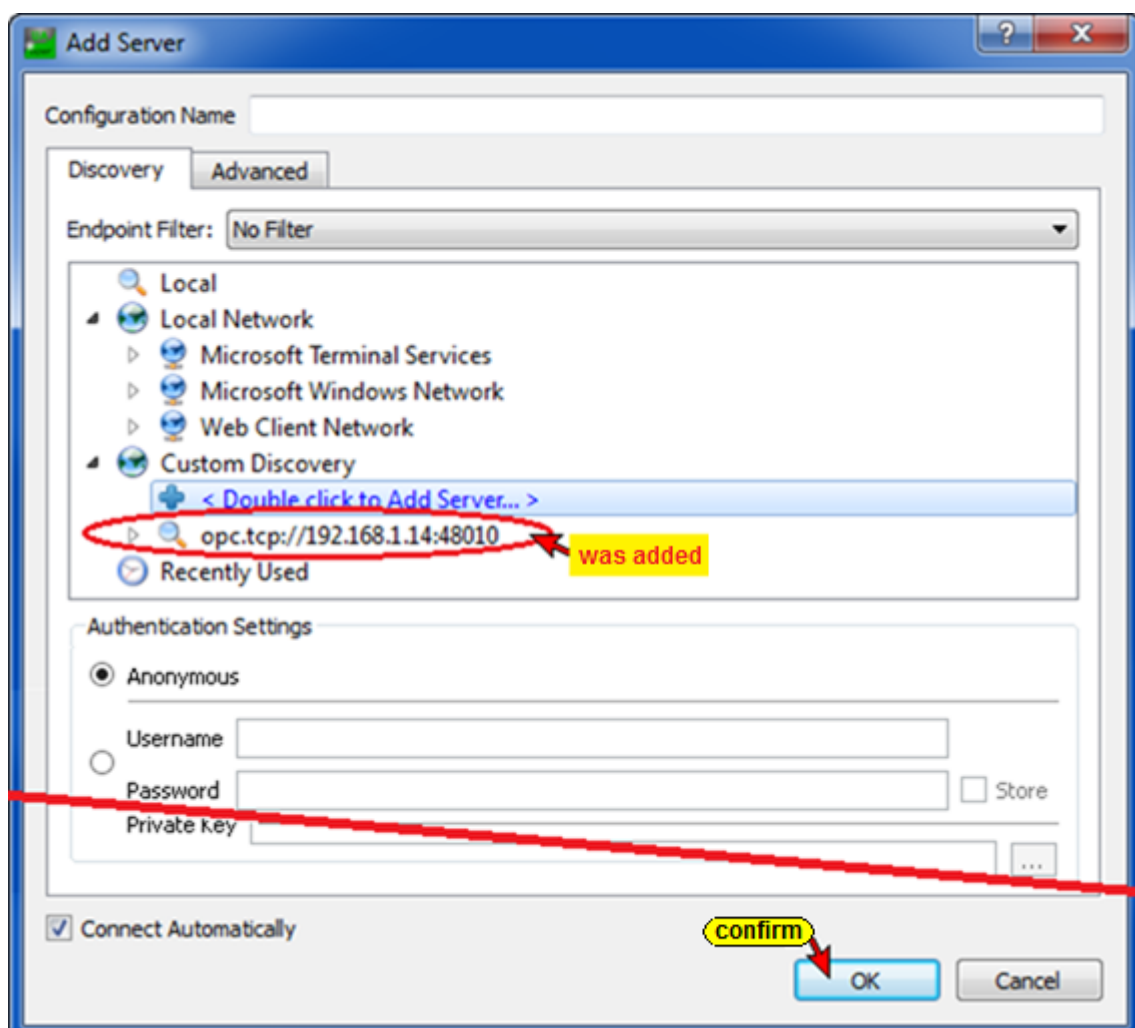 Add Server
Configuration Name
Discovery Advanced
Endpoint Filter: No Filter
Local
Local Network
Microsoft Terminal Services
Microsoft Windows Network
Web Client Network
Custom Discovery
< Double click to Add Server... >
opc.tcp://192.168.1.14:48010
was added
Recently Used
Authentication Settings
Anonymous
Username
Password Store
Private Key
...
Connect Automatically
confirm
OK Cancel